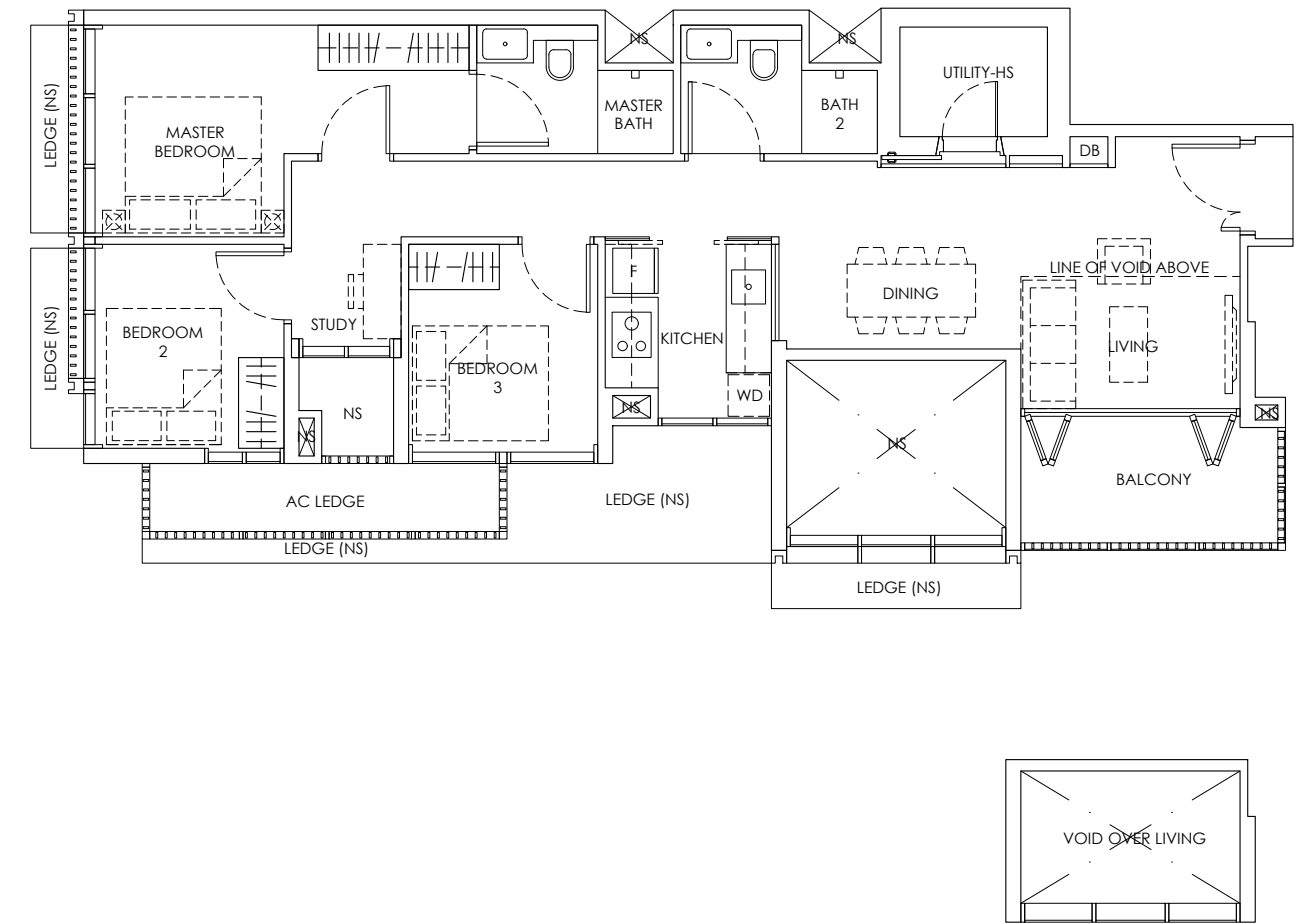 NS
NS
UTILITY-HS
LEDGE (NS)
MASTER
BEDROOM
MASTER
BATH
BATH
2
DB
LINE OF VOID ABOVE
F
DINING
LEDGE (NS)
BEDROOM
2
STUDY
KITCHEN
LIVING
BEDROOM
3
WD
NS
NS
NS
NS
NS
BALCONY
AC LEDGE
LEDGE (NS)
LEDGE (NS)
LEDGE (NS)
VOID OVER LIVING